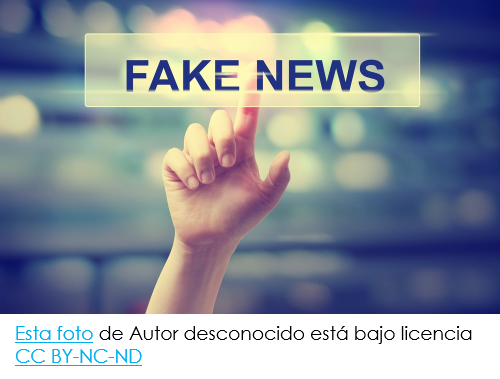 FAKE NEWS
Esta foto de Autor desconocido está bajo licencia
CC BY-NC-ND